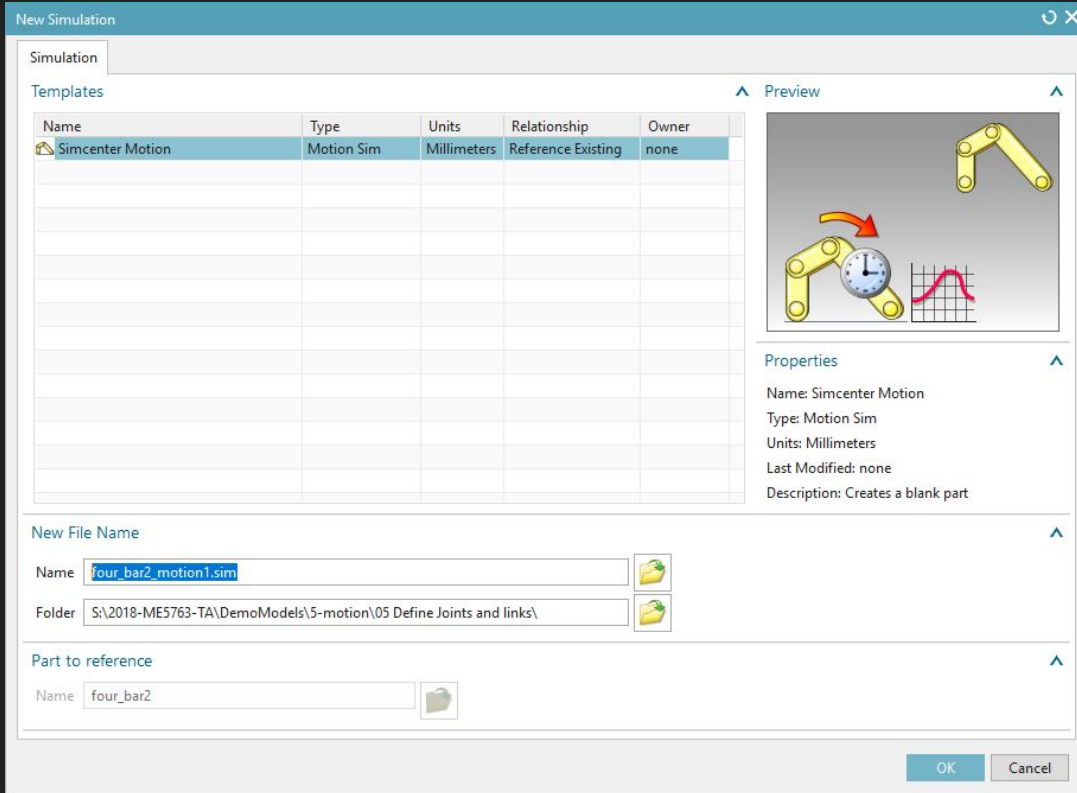 New Simulation
Simulation
Templates
Name Type Units Relationship Owner
Simcenter Motion Motion Sim Millimeters Reference Existing none
Preview
Properties
Name: Simcenter Motion
Type: Motion Sim
Units: Millimeters
Last Modified: none
Description: Creates a blank part
New File Name
Name four_bar2_motion1.sim
Folder S:\2018-ME5763-TA\DemoModels\5-motion\05 Define Joints and links\
Part to reference
Name four_bar2
OK Cancel